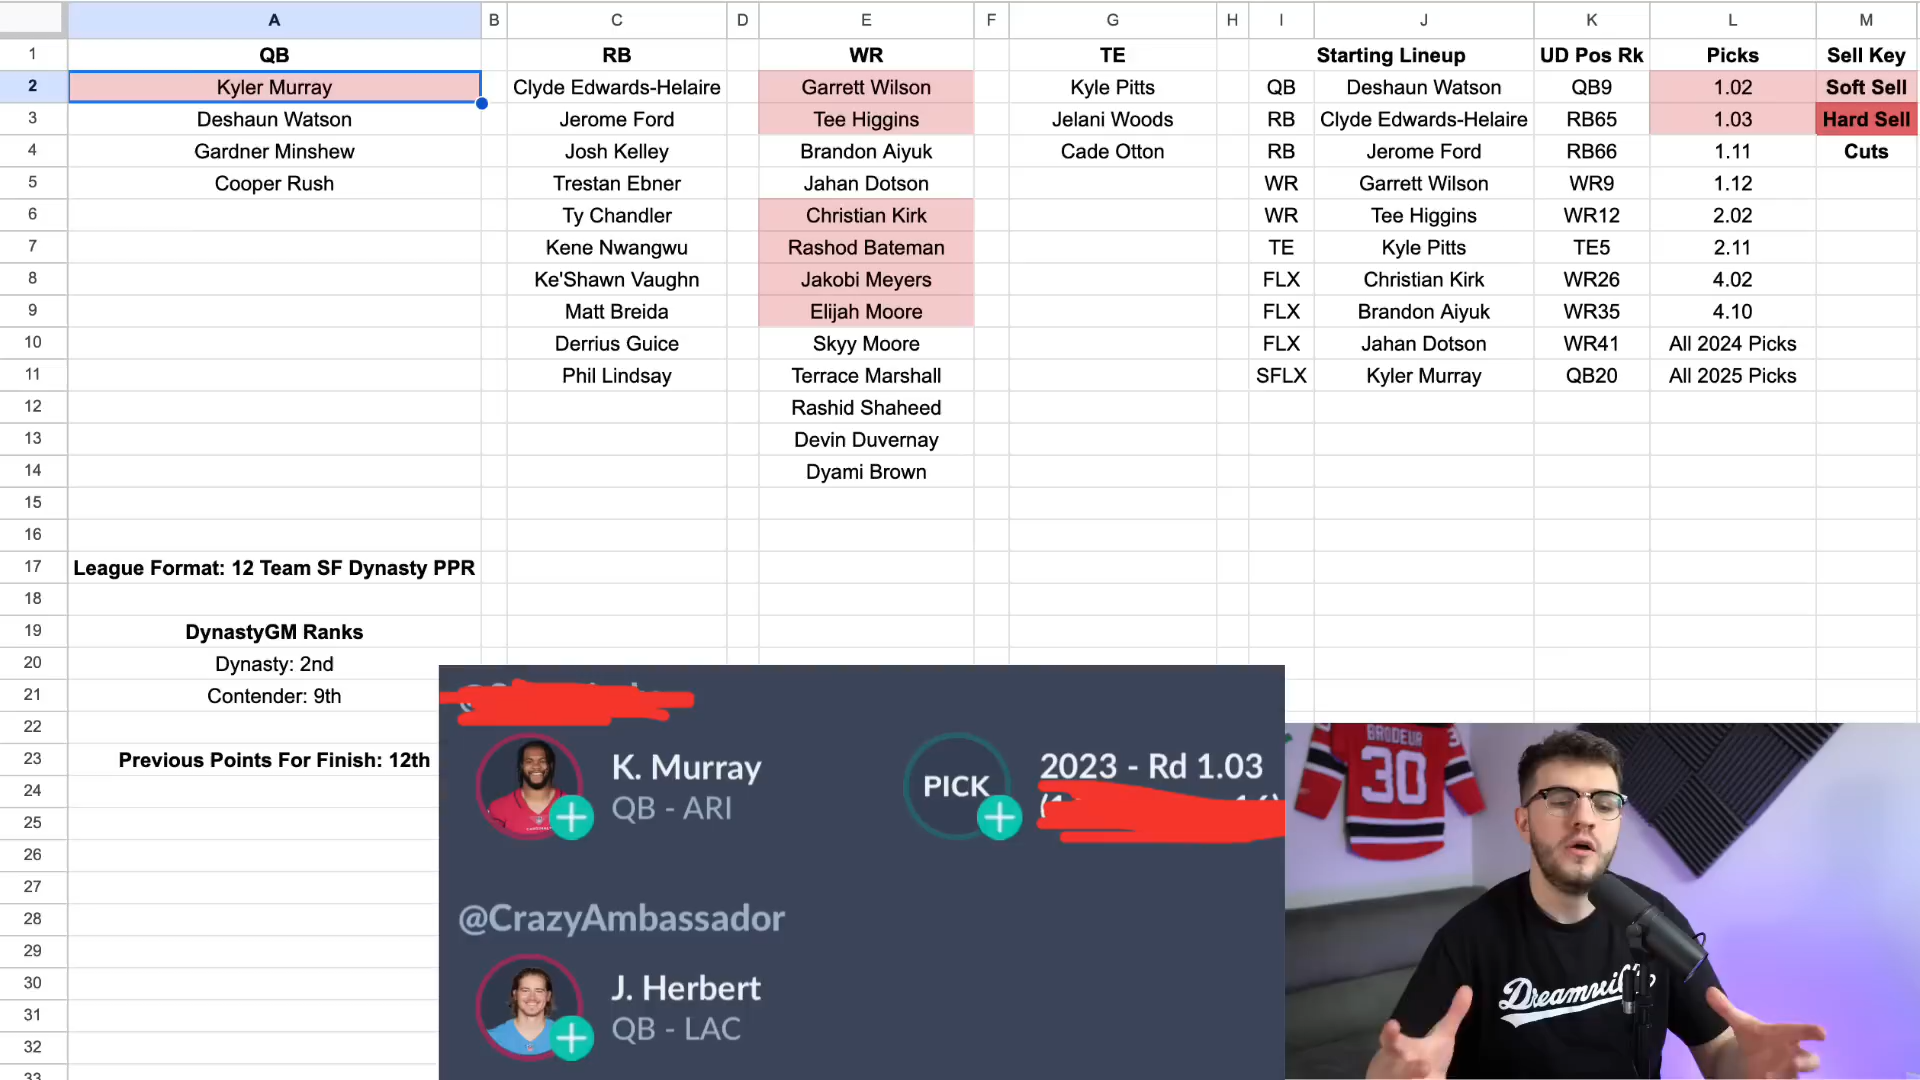 A B C D E F G H I J K L M
1 QB RB WR TE Starting Lineup UD Pos Rk Picks Sell Key
2 Kyler Murray Clyde Edwards-Helaire Garrett Wilson Kyle Pitts QB Deshaun Watson QB9 1.02 Soft Sell
3 Deshaun Watson Jerome Ford Tee Higgins Jelani Woods RB Clyde Edwards-Helaire RB65 1.03 Hard Sell
4 Gardner Minshew Josh Kelley Brandon Aiyuk Cade Otton RB Jerome Ford RB66 1.11 Cuts
5 Cooper Rush Trestan Ebner Jahan Dotson WR Garrett Wilson WR9 1.12
6 Ty Chandler Christian Kirk WR Tee Higgins WR12 2.02
7 Kene Nwangwu Rashod Bateman TE Kyle Pitts TE5 2.11
8 Ke'Shawn Vaughn Jakobi Meyers FLX Christian Kirk WR26 4.02
9 Matt Breida Elijah Moore FLX Brandon Aiyuk WR35 4.10
10 Derrius Guice Skyy Moore FLX Jahan Dotson WR41 All 2024 Picks
11 Phil Lindsay Terrace Marshall SFLX Kyler Murray QB20 All 2025 Picks
12 Rashid Shaheed
13 Devin Duvernay
14 Dyami Brown
15
16
17 League Format: 12 Team SF Dynasty PPR
18
19 DynastyGM Ranks
20 Dynasty: 2nd
21 Contender: 9th
22
23 Previous Points For Finish: 12th
24
25
26
27
28
29
30
31
32
33
K. Murray
QB - ARI
PICK
2023 - Rd 1.03
@CrazyAmbassador
J. Herbert
QB - LAC
BRODEUR
30
Dreamville